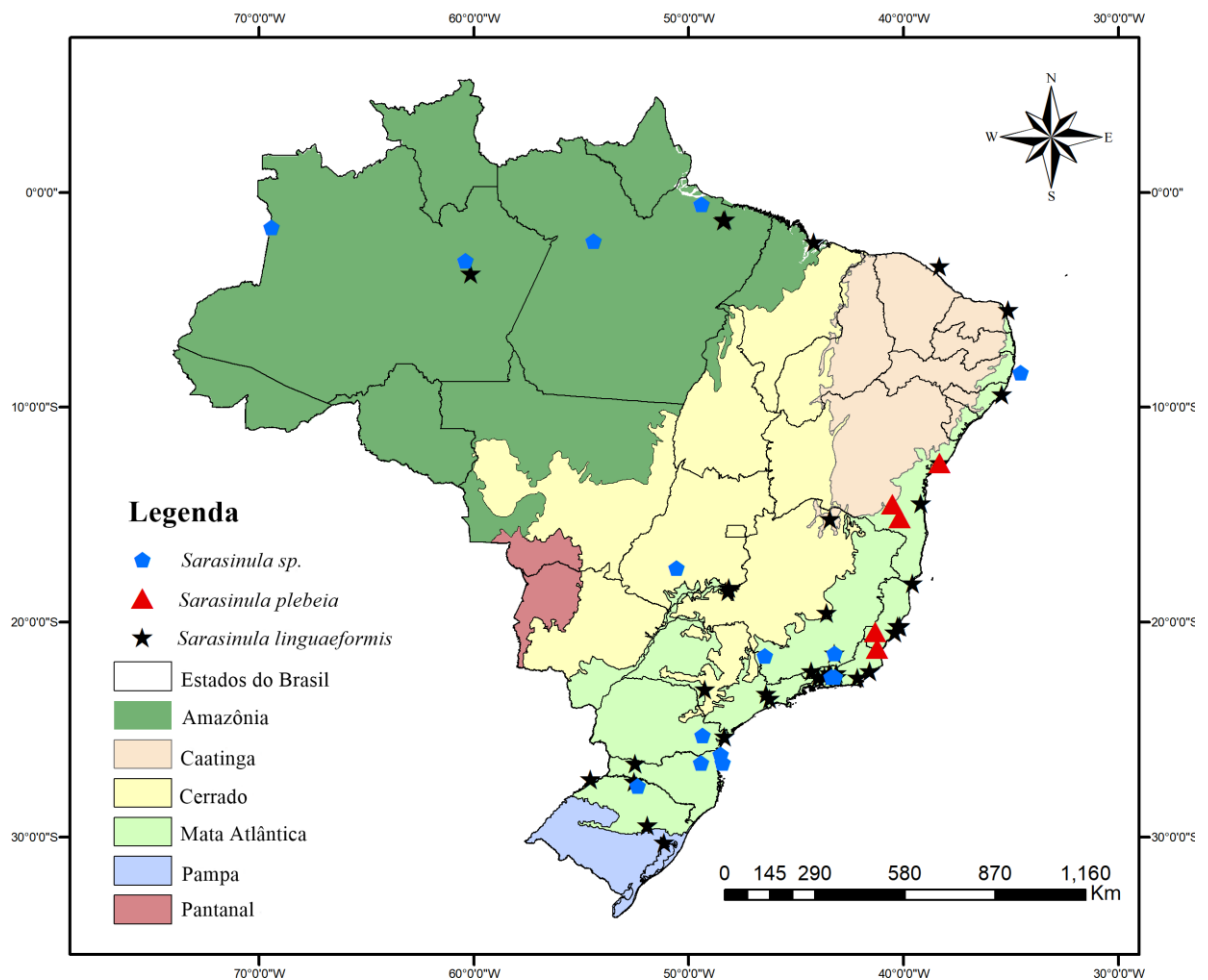 70°0'0"W 60°0'0"W 50°0'0"W 40°0'0"W 30°0'0"W
N
W E
S
0°0'0" 0°0'0"
10°0'0"S 10°0'0"S
20°0'0"S 20°0'0"S
30°0'0"S 30°0'0"S
Legenda
Sarasinula sp.
Sarasinula plebeia
Sarasinula linguaeformis
Estados do Brasil
Amazônia
Caatinga
Cerrado
Mata Atlântica
Pampa
Pantanal
0 145 290 580 870 1,160
Km
70°0'0"W 60°0'0"W 50°0'0"W 40°0'0"W 30°0'0"W